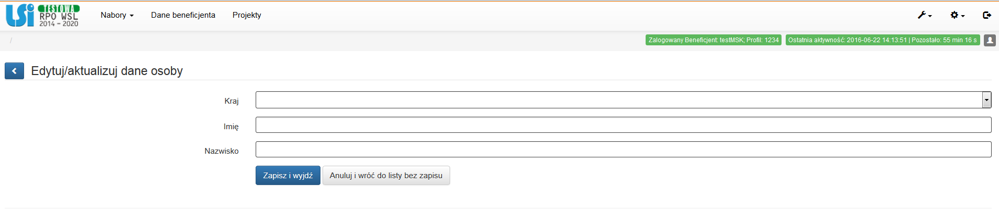 LSI TESTOWA
RPO WSL
2014 - 2020
Nabory Dane beneficjenta Projekty
/ Zalogowany Beneficjent: testMSK; Profil: 1234 Ostatnia aktywność: 2016-06-22 14:13:51 | Pozostało: 55 min 16 s
Edytuj/aktualizuj dane osoby
Kraj
Imię
Nazwisko
Zapisz i wyjdź Anuluj i wróć do listy bez zapisu